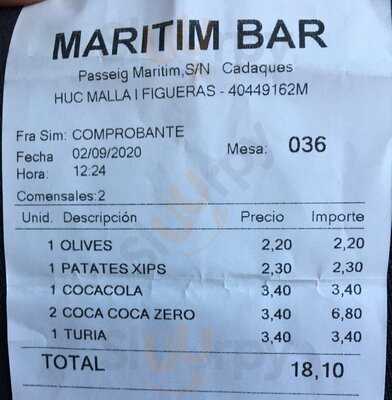 MARITIM BAR
Passeig Maritim,S/N Cadaques
HUC MALLA I FIGUERAS - 40449162M
Fra Sim: COMPROBANTE
Fecha 02/09/2020 Mesa: 036
Hora: 12:24
Comensales:2
Unid. Descripción Precio Importe
1 OLIVES 2,20 2,20
1 PATATES XIPS 2,30 2,30
1 COCACOLA 3,40 3,40
2 COCA COCA ZERO 3,40 6,80
1 TURIA 3,40 3,40
TOTAL 18,10